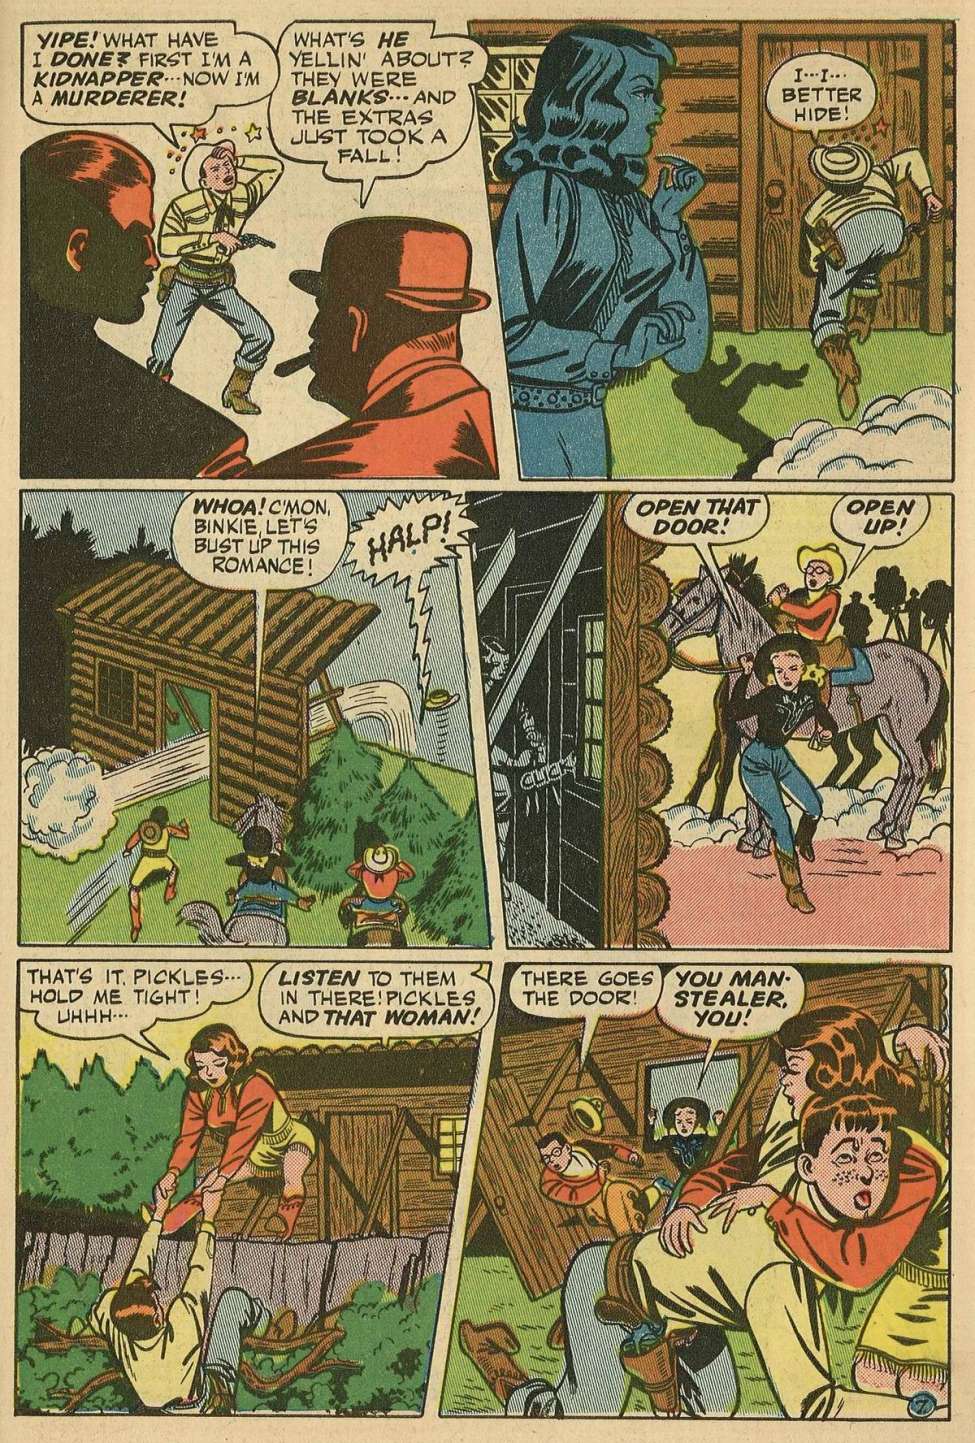 YIPE! WHAT HAVE
I DONE? FIRST I'M A
KIDNAPPER---NOW I'M
A MURDERER!
WHAT'S HE
YELLIN' ABOUT?
THEY WERE
BLANKS---AND
THE EXTRAS
JUST TOOK A
FALL!
I---I---
BETTER
HIDE!
WHOA! C'MON,
BINKIE, LET'S
BUST UP THIS
ROMANCE!
HALP!
OPEN THAT
DOOR!
OPEN
UP!
THAT'S IT, PICKLES---
HOLD ME TIGHT!
UHHH---
LISTEN TO THEM
IN THERE! PICKLES
AND THAT WOMAN!
THERE GOES
THE DOOR!
YOU MAN-
STEALER,
YOU!
7